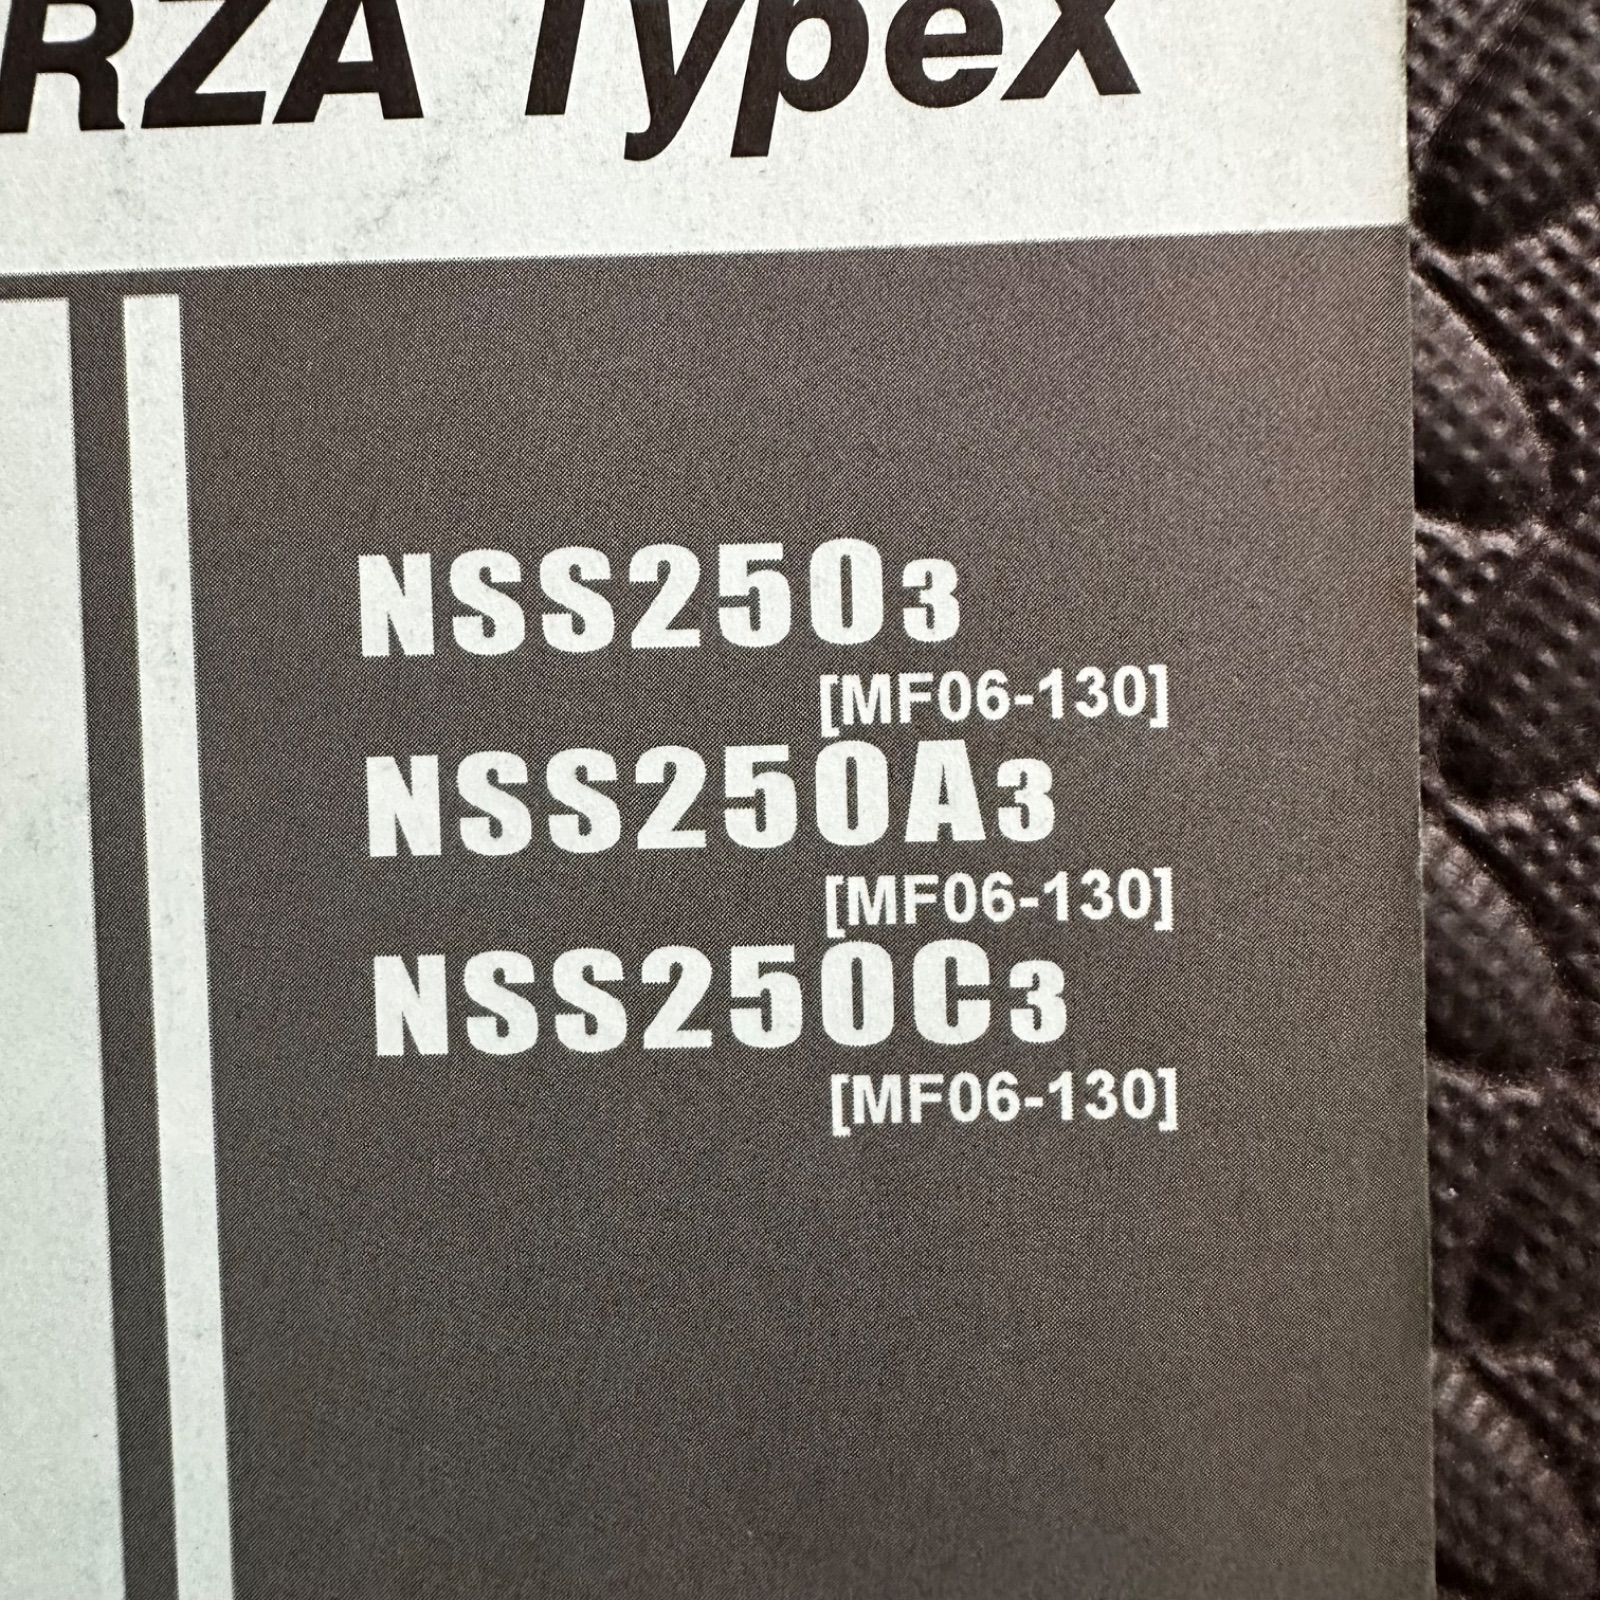 RZA TypeX
NSS2503
[MF06-130]
NSS250A3
[MF06-130]
NSS250C3
[MF06-130]